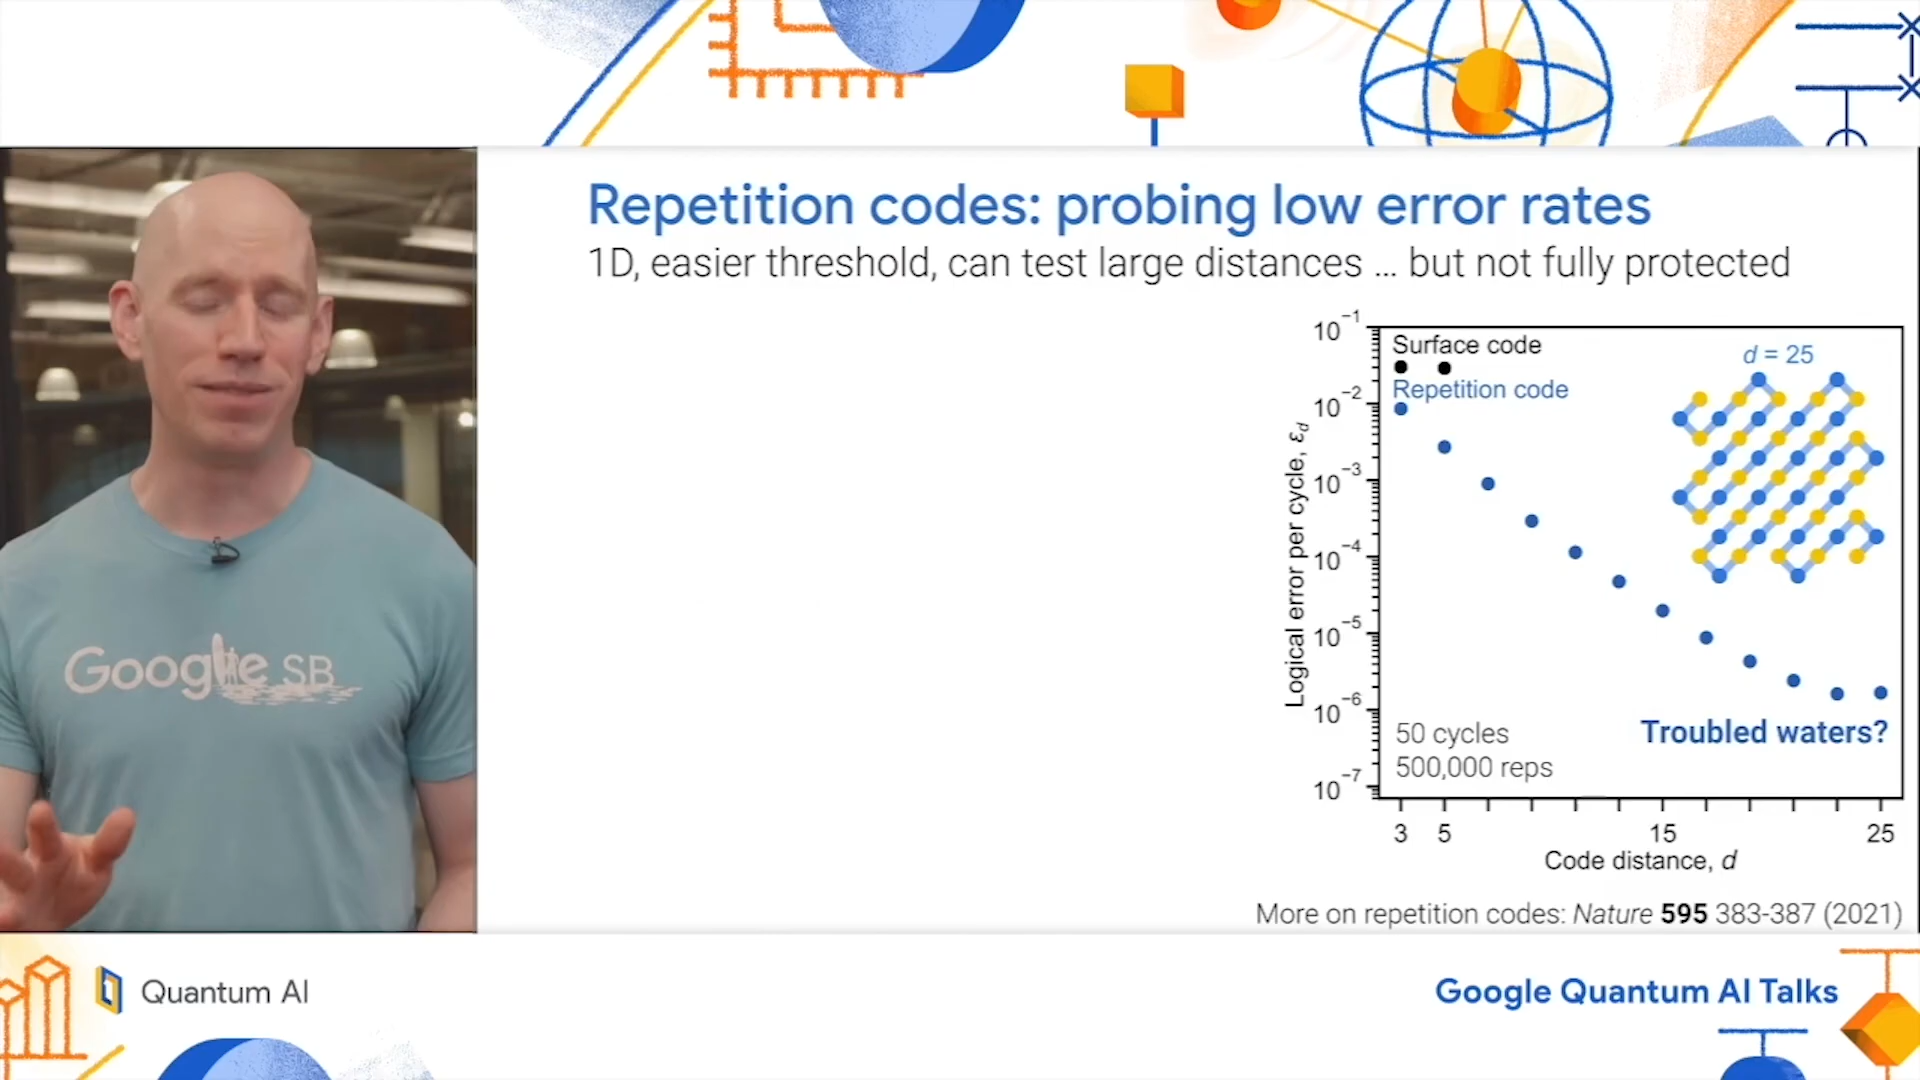 Repetition codes: probing low error rates
1D, easier threshold, can test large distances ... but not fully protected
Google SB
Logical error per cycle, εd
10⁻¹
10⁻²
10⁻³
10⁻⁴
10⁻⁵
10⁻⁶
10⁻⁷
Surface code
Repetition code
d = 25
Troubled waters?
50 cycles
500,000 reps
3 5 15 25
Code distance, d
More on repetition codes: Nature 595 383-387 (2021)
Quantum AI
Google Quantum AI Talks